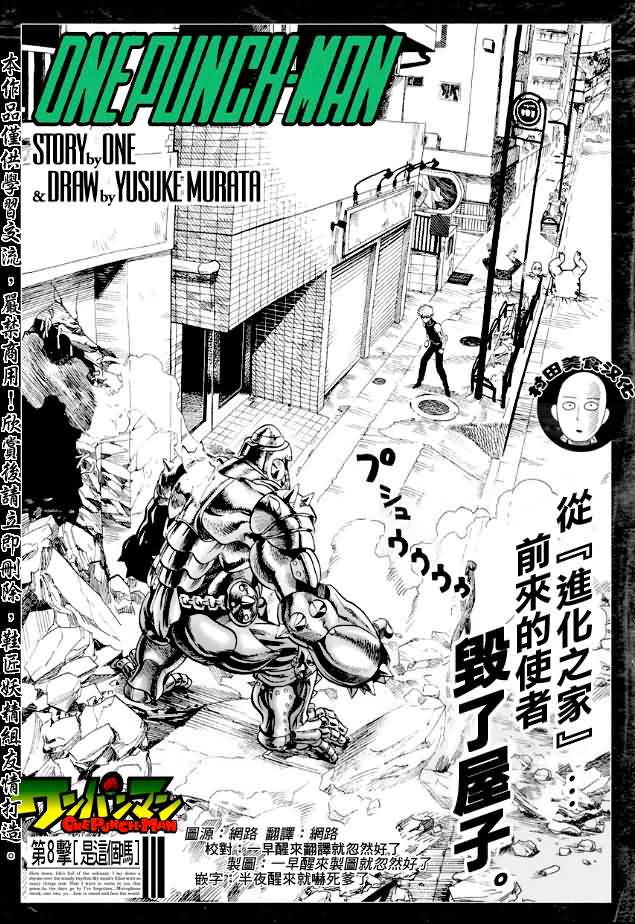 ONE PUNCH-MAN
STORY by ONE
& DRAW by YUSUKE MURATA
本作品僅供學習交流，嚴禁商用！欣賞後請立即刪除，鞋匠妖精組友情打造。
村田美食汉化
プシュウゥゥゥ
從『進化之家』…
前來的使者
毀了屋子。
ワンパンマン
ONE PUNCH-MAN
第8擊[是這個嗎]
圖源：網路 翻譯：網路
校對：一早醒來翻譯就忽然好了
製圖：一早醒來製圖就忽然好了
嵌字：半夜醒來就嚇死爹了